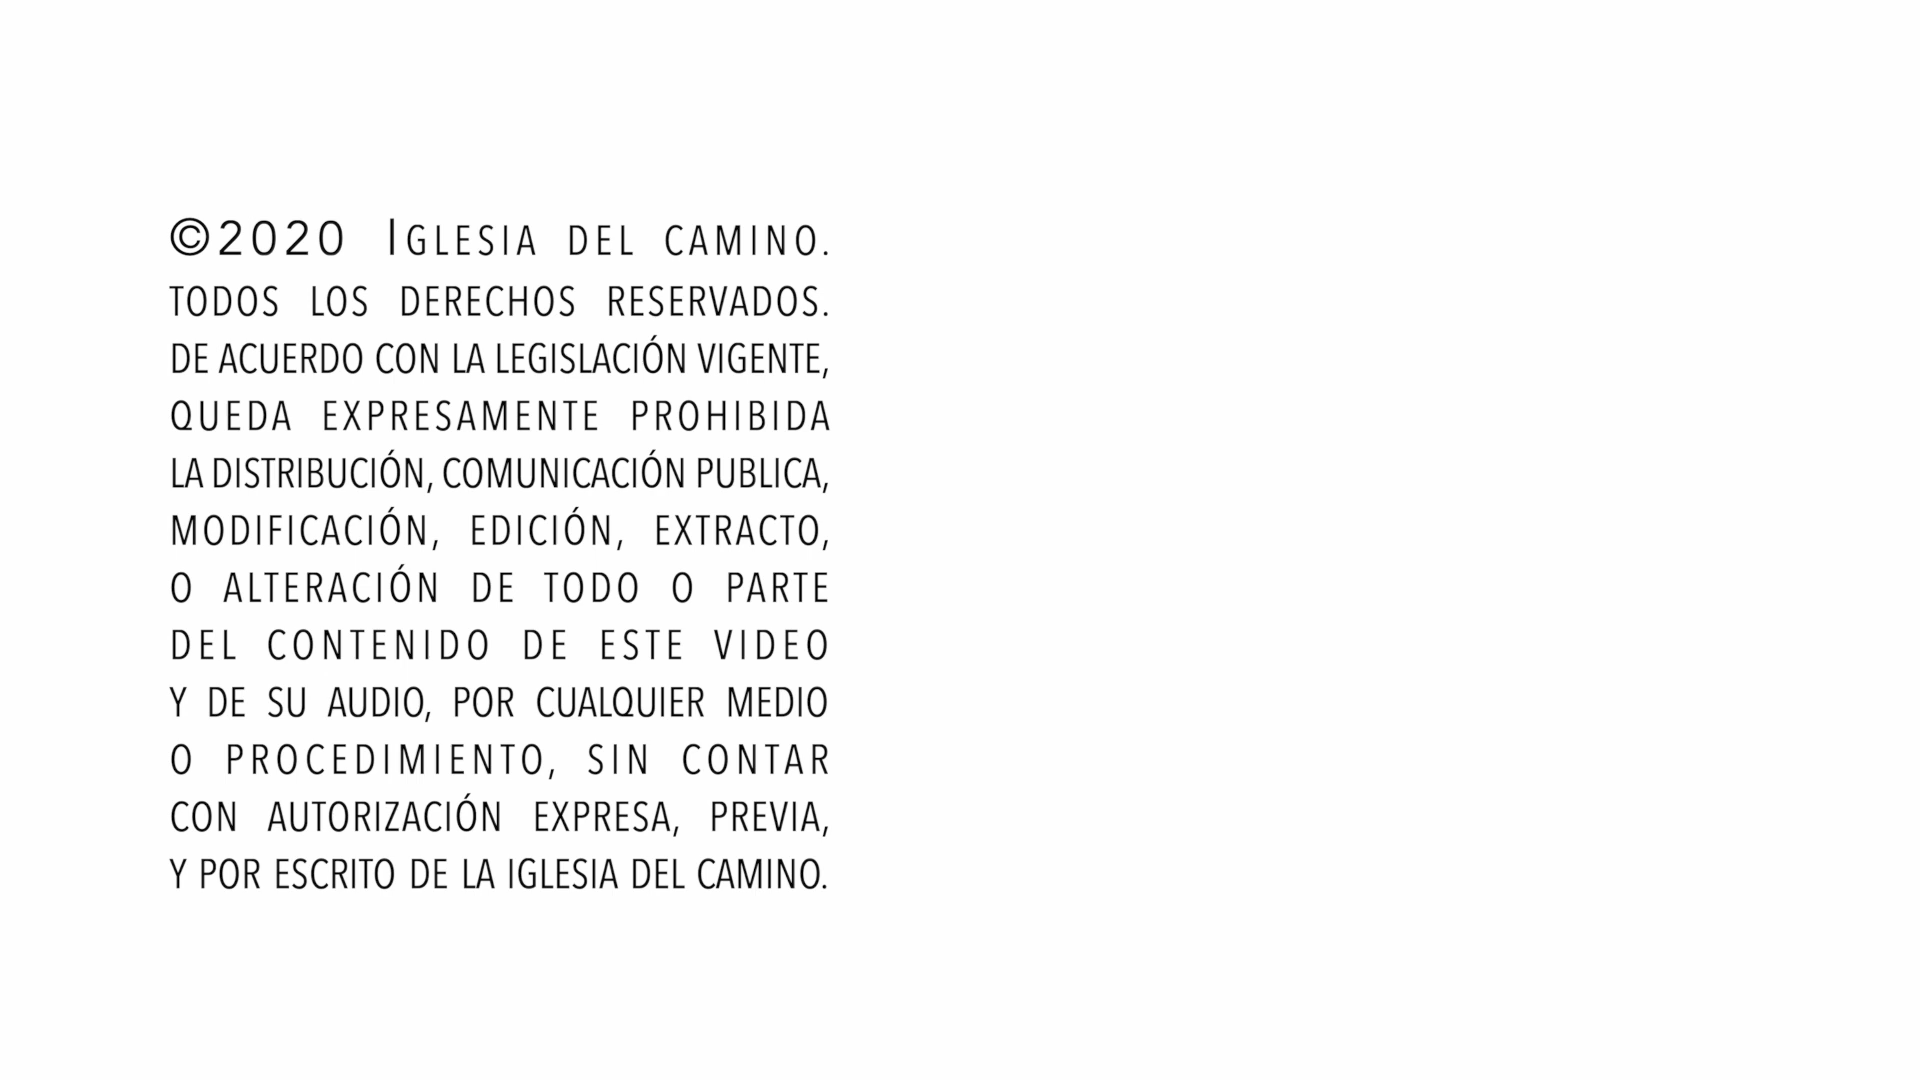 ©2020 Iglesia del camino.
TODOS LOS DERECHOS RESERVADOS.
DE ACUERDO CON LA LEGISLACIÓN VIGENTE,
QUEDA EXPRESAMENTE PROHIBIDA
LA DISTRIBUCIÓN, COMUNICACIÓN PUBLICA,
MODIFICACIÓN, EDICIÓN, EXTRACTO,
O ALTERACIÓN DE TODO O PARTE
DEL CONTENIDO DE ESTE VIDEO
Y DE SU AUDIO, POR CUALQUIER MEDIO
O PROCEDIMIENTO, SIN CONTAR
CON AUTORIZACIÓN EXPRESA, PREVIA,
Y POR ESCRITO DE LA IGLESIA DEL CAMINO.